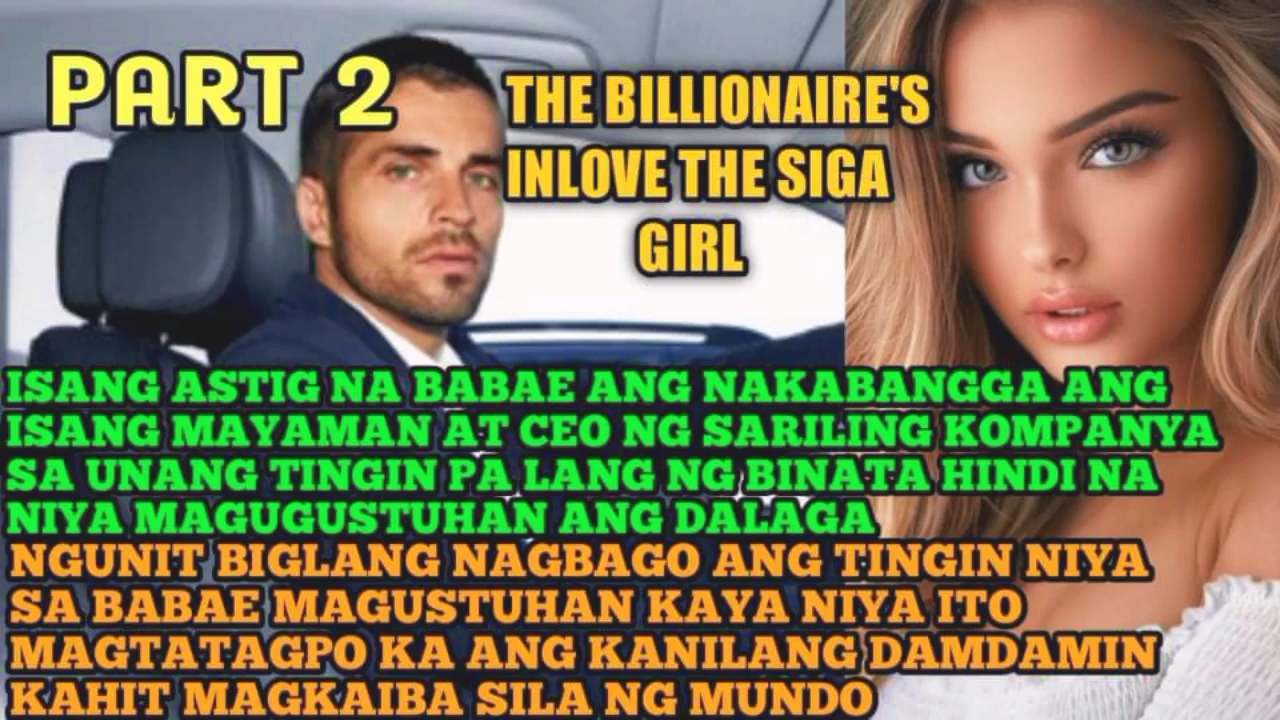 PART 2
THE BILLIONAIRE'S
INLOVE THE SIGA
GIRL
ISANG ASTIG NA BABAE ANG NAKABANGGA ANG
ISANG MAYAMAN AT CEO NG SARILING KOMPANYA
SA UNANG TINGIN PA LANG NG BINATA HINDI NA
NIYA MAGUGUSTUHAN ANG DALAGA
NGUNIT BIGLANG NAGBAGO ANG TINGIN NIYA
SA BABAE MAGUSTUHAN KAYA NIYA ITO
MAGTATAGPO KA ANG KANILANG DAMDAMIN
KAHIT MAGKAIBA SILA NG MUNDO